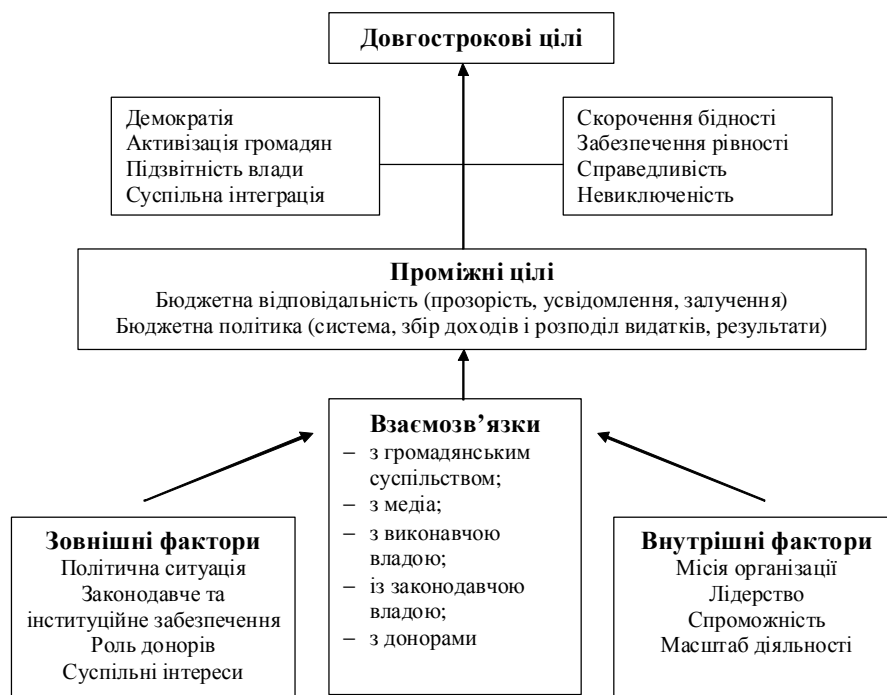 Довгострокові цілі
Демократія
Активізація громадян
Підзвітність влади
Суспільна інтеграція
Скорочення бідності
Забезпечення рівності
Справедливість
Невиключеність
Проміжні цілі
Бюджетна відповідальність (прозорість, усвідомлення, залучення)
Бюджетна політика (система, збір доходів і розподіл видатків, результати)
Взаємозв’язки
– з громадянським
суспільством;
– з медіа;
– з виконавчою
владою;
– із законодавчою
владою;
– з донорами
Зовнішні фактори
Політична ситуація
Законодавче та
інституційне забезпечення
Роль донорів
Суспільні інтереси
Внутрішні фактори
Місія організації
Лідерство
Спроможність
Масштаб діяльності